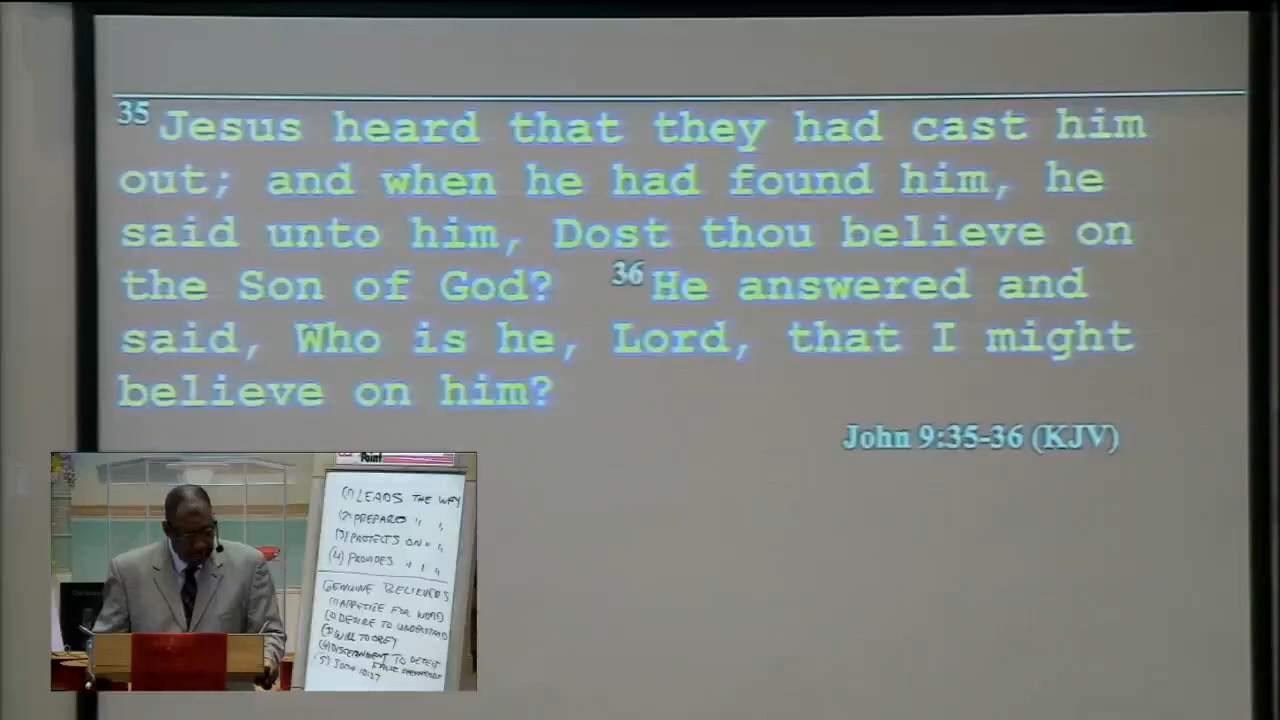 35 Jesus heard that they had cast him
out; and when he had found him, he
said unto him, Dost thou believe on
the Son of God? 36 He answered and
said, Who is he, Lord, that I might
believe on him?
John 9:35-36 (KJV)
Point
(1) LEADS THE WAY
(2) PREPARES " "
(3) PROTECTS ON " "
(4) PROVIDES " " "
GENUINE BELIEVERS
(1) APPETITE FOR WORD
(2) DESIRE TO UNDERSTAND
(3) WILL TO OBEY
(4) DISCERNMENT TO DETECT
FALSE
(5) JOHN 10:27